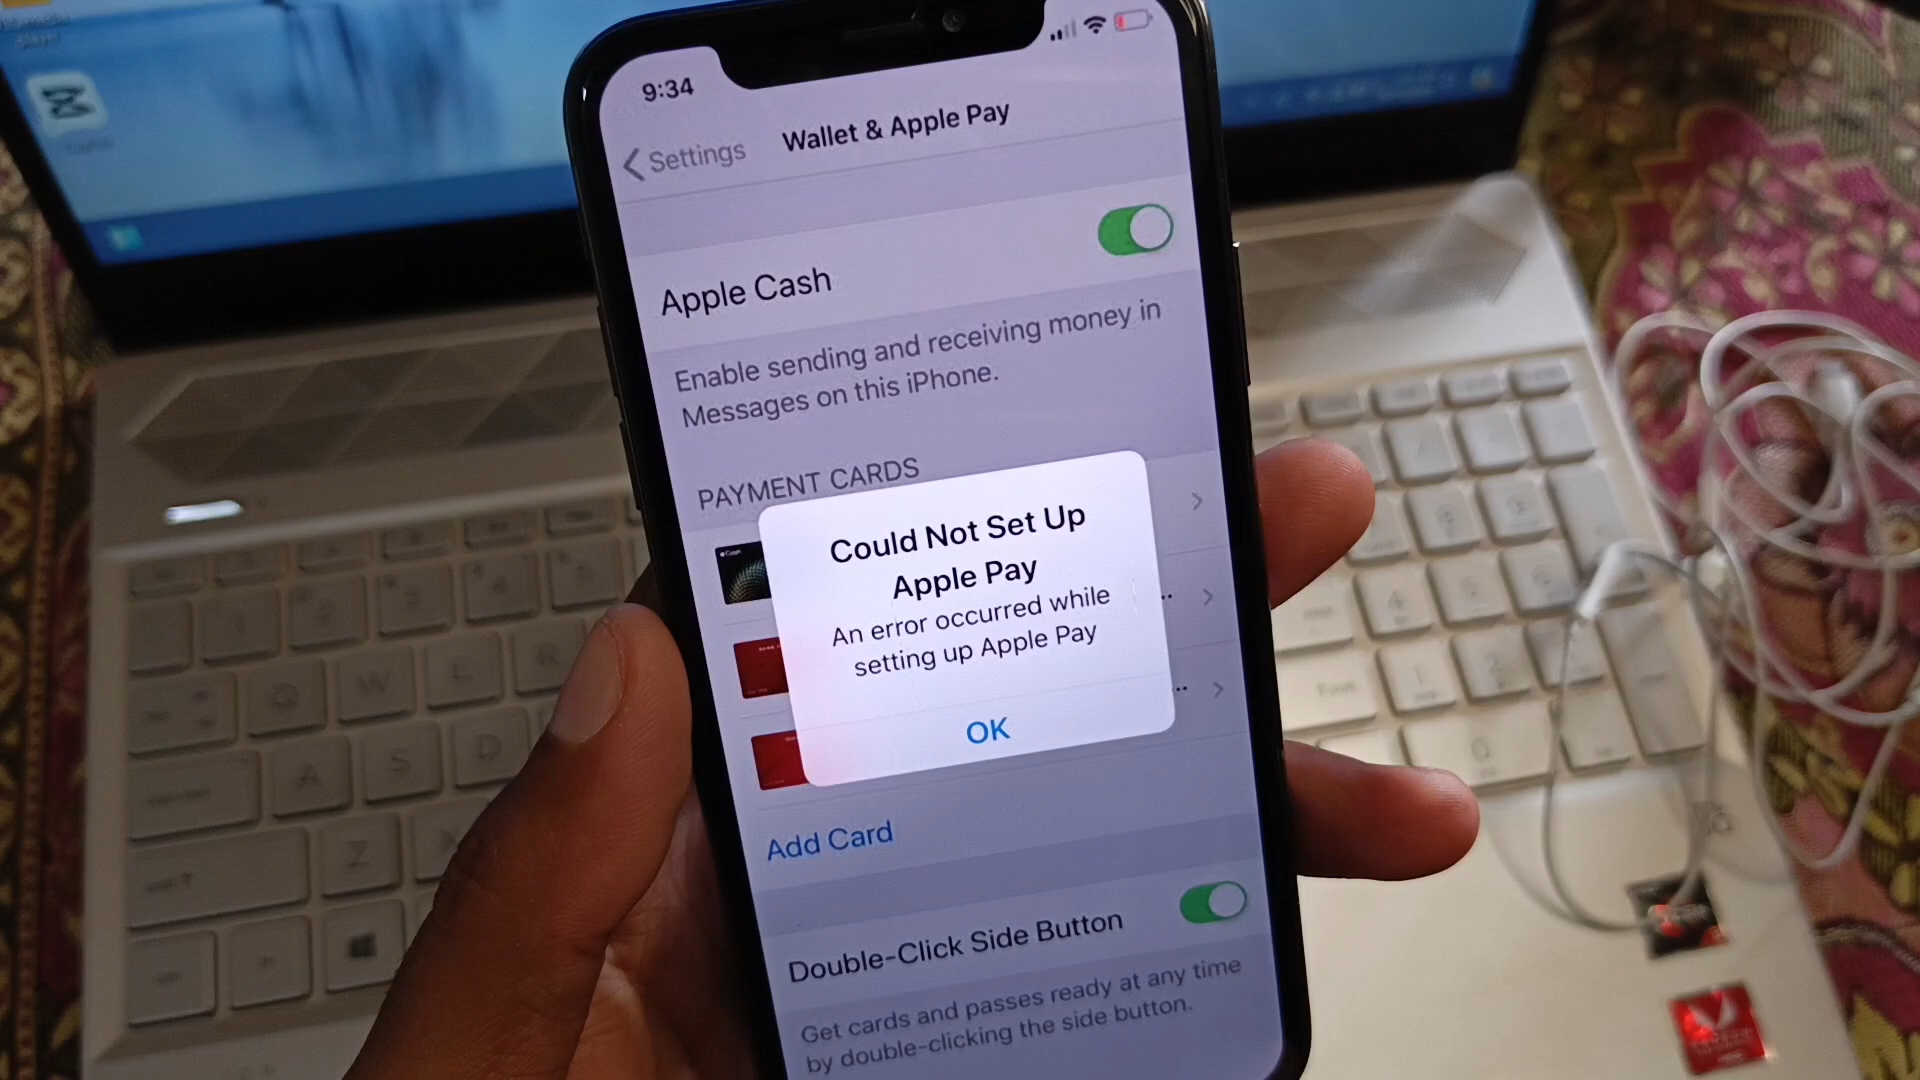 9:34
Settings
Wallet & Apple Pay
Apple Cash
Enable sending and receiving money in
Messages on this iPhone.
PAYMENT CARDS
Could Not Set Up
Apple Pay
An error occurred while
setting up Apple Pay
OK
Add Card
Double-Click Side Button
Get cards and passes ready at any time
by double-clicking the side button.
Q W E R
A S D
Z X